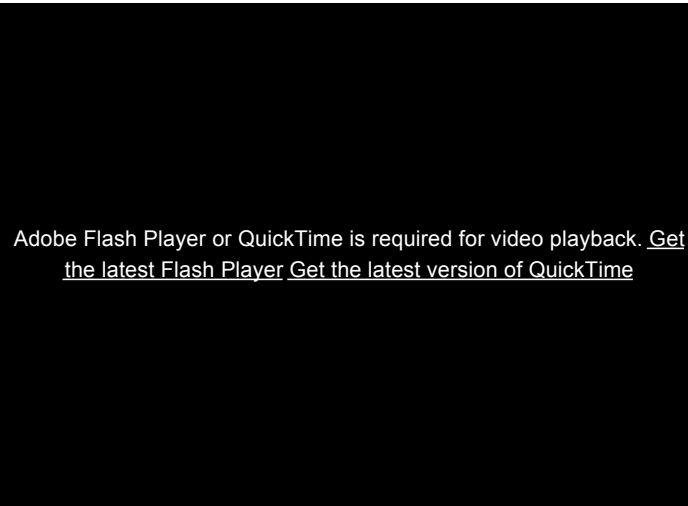 Adobe Flash Player or QuickTime is required for video playback. Get
the latest Flash Player Get the latest version of QuickTime